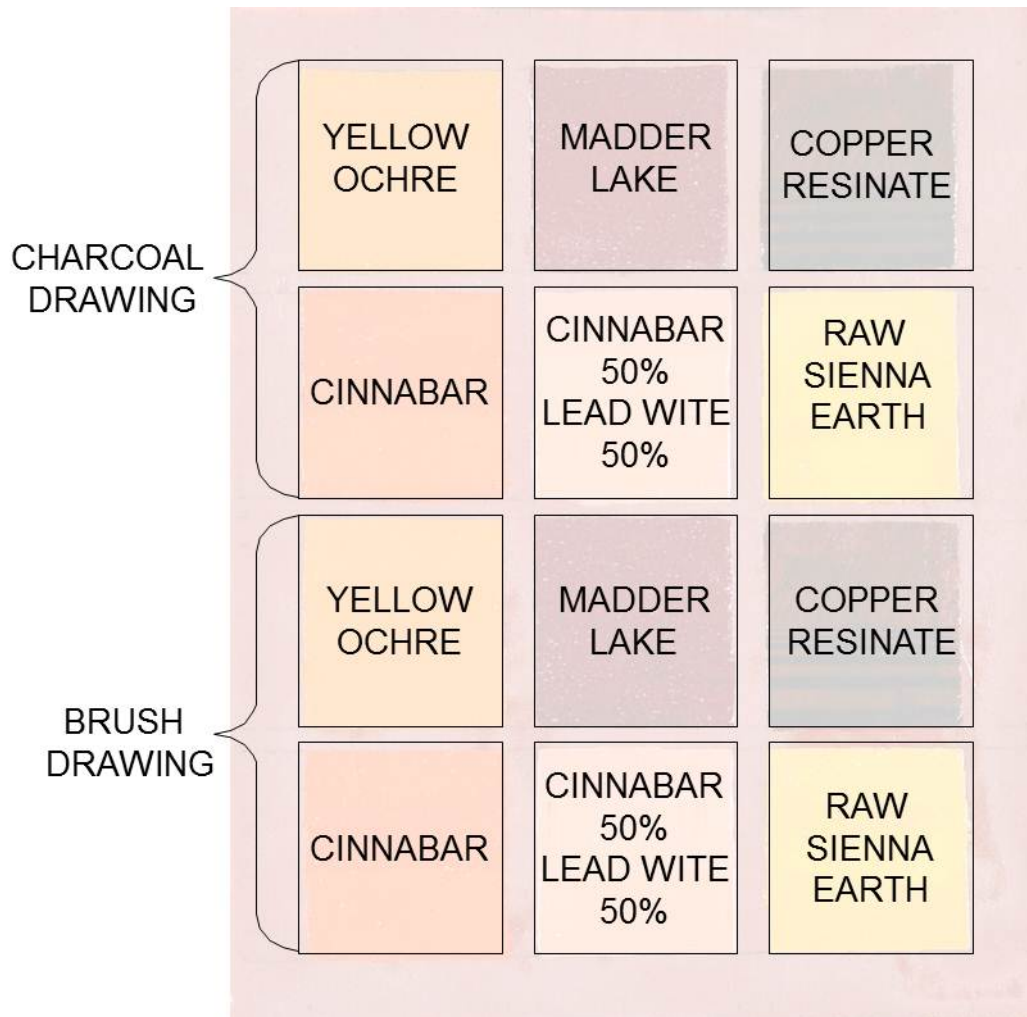 YELLOW
OCHRE
MADDER
LAKE
COPPER
RESINATE
CHARCOAL
DRAWING
CINNABAR
CINNABAR
50%
LEAD WITE
50%
RAW
SIENNA
EARTH
YELLOW
OCHRE
MADDER
LAKE
COPPER
RESINATE
BRUSH
DRAWING
CINNABAR
CINNABAR
50%
LEAD WITE
50%
RAW
SIENNA
EARTH